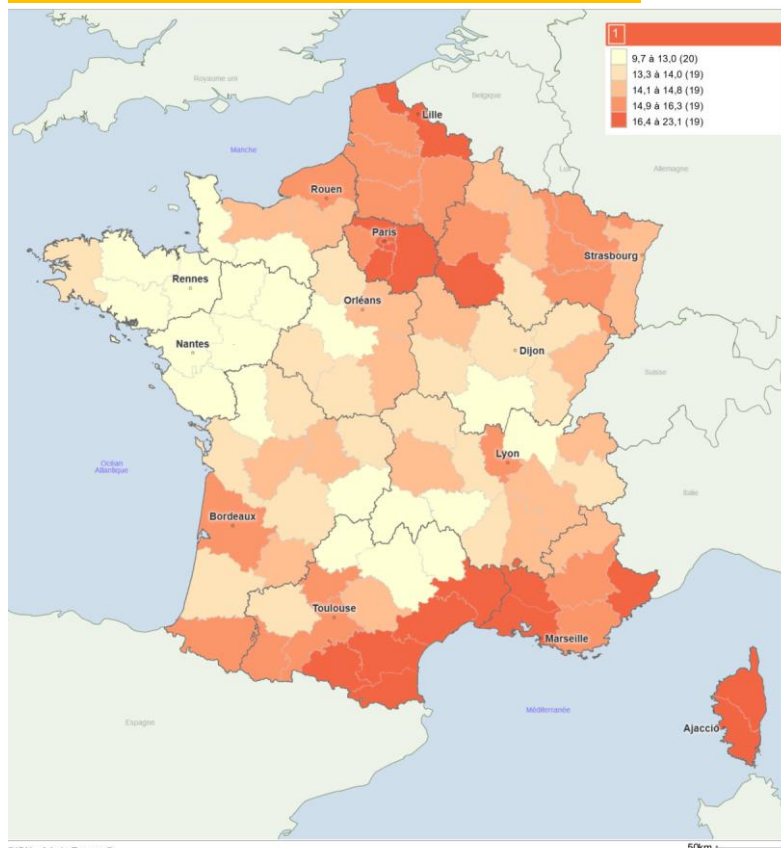 1
9,7 à 13,0 (20)
13,3 à 14,0 (19)
14,1 à 14,8 (19)
14,9 à 16,3 (19)
16,4 à 23,1 (19)
Royaume uni
Belgique
Lille
Manche
Lux
Allemagne
Rouen
Paris
Strasbourg
Rennes
Orléans
Nantes
Dijon
Suisse
Océan
Atlantique
Lyon
Italie
Bordeaux
Toulouse
Marseille
Espagne
Méditerranée
Ajaccio
50km